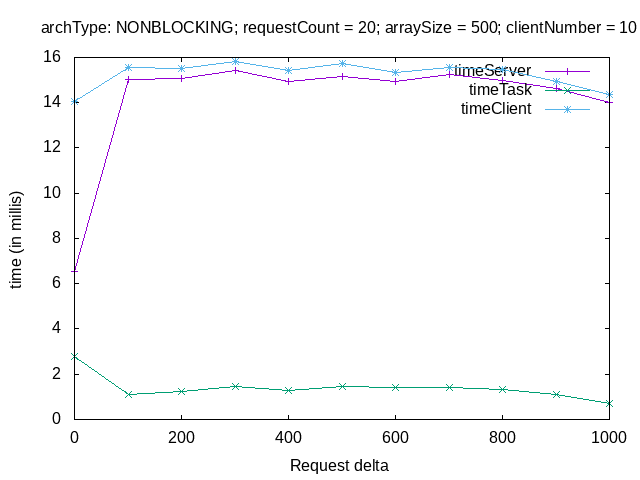 archType: NONBLOCKING; requestCount = 20; arraySize = 500; clientNumber = 10
16
14
12
10
8
6
4
2
0
time (in millis)
timeServer
timeTask
timeClient
0 200 400 600 800 1000
Request delta